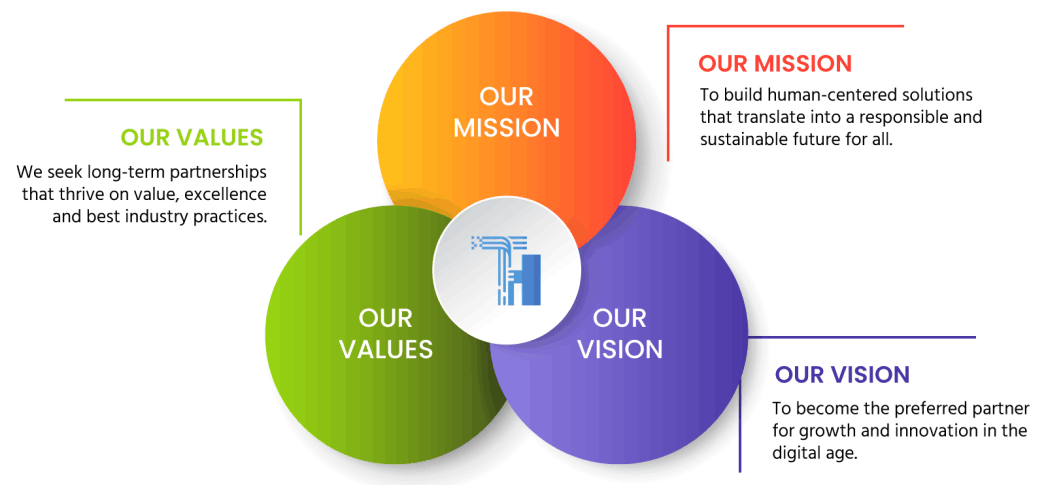 OUR
MISSION
OUR MISSION
To build human-centered solutions
that translate into a responsible and
sustainable future for all.
OUR VALUES
We seek long-term partnerships
that thrive on value, excellence
and best industry practices.
TH
OUR
VALUES
OUR
VISION
OUR VISION
To become the preferred partner
for growth and innovation in the
digital age.